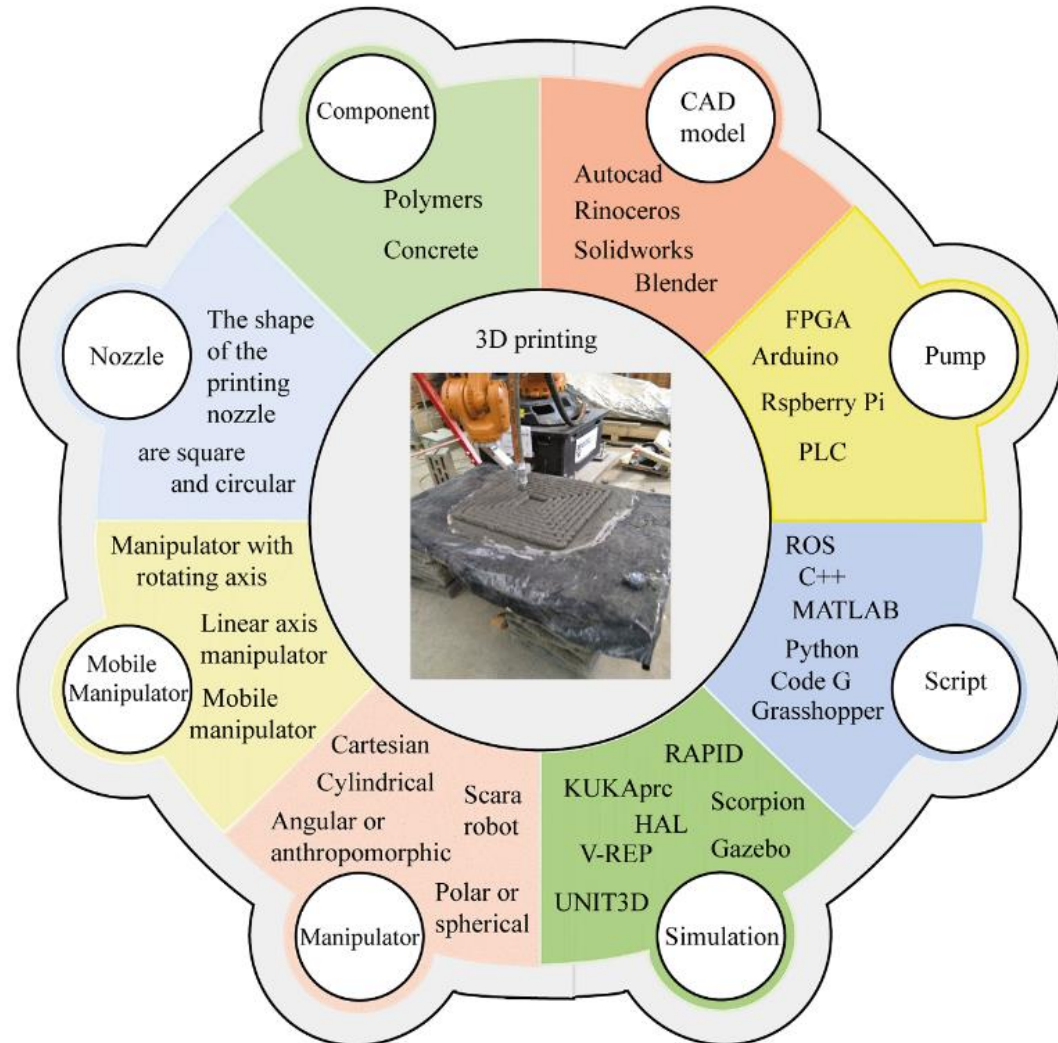 Component
Polymers
Concrete
CAD
model
Autocad
Rinoceros
Solidworks
Blender
Pump
FPGA
Arduino
Rspberry Pi
PLC
Script
ROS
C++
MATLAB
Python
Code G
Grasshopper
Simulation
RAPID
KUKAprc
Scorpion
HAL
V-REP
Gazebo
UNIT3D
Manipulator
Cartesian
Cylindrical
Scara
robot
Angular or
anthropomorphic
Polar or
spherical
Mobile
Manipulator
Manipulator with
rotating axis
Linear axis
manipulator
Mobile
manipulator
Nozzle
The shape
of the
printing
nozzle
are square
and circular
3D printing